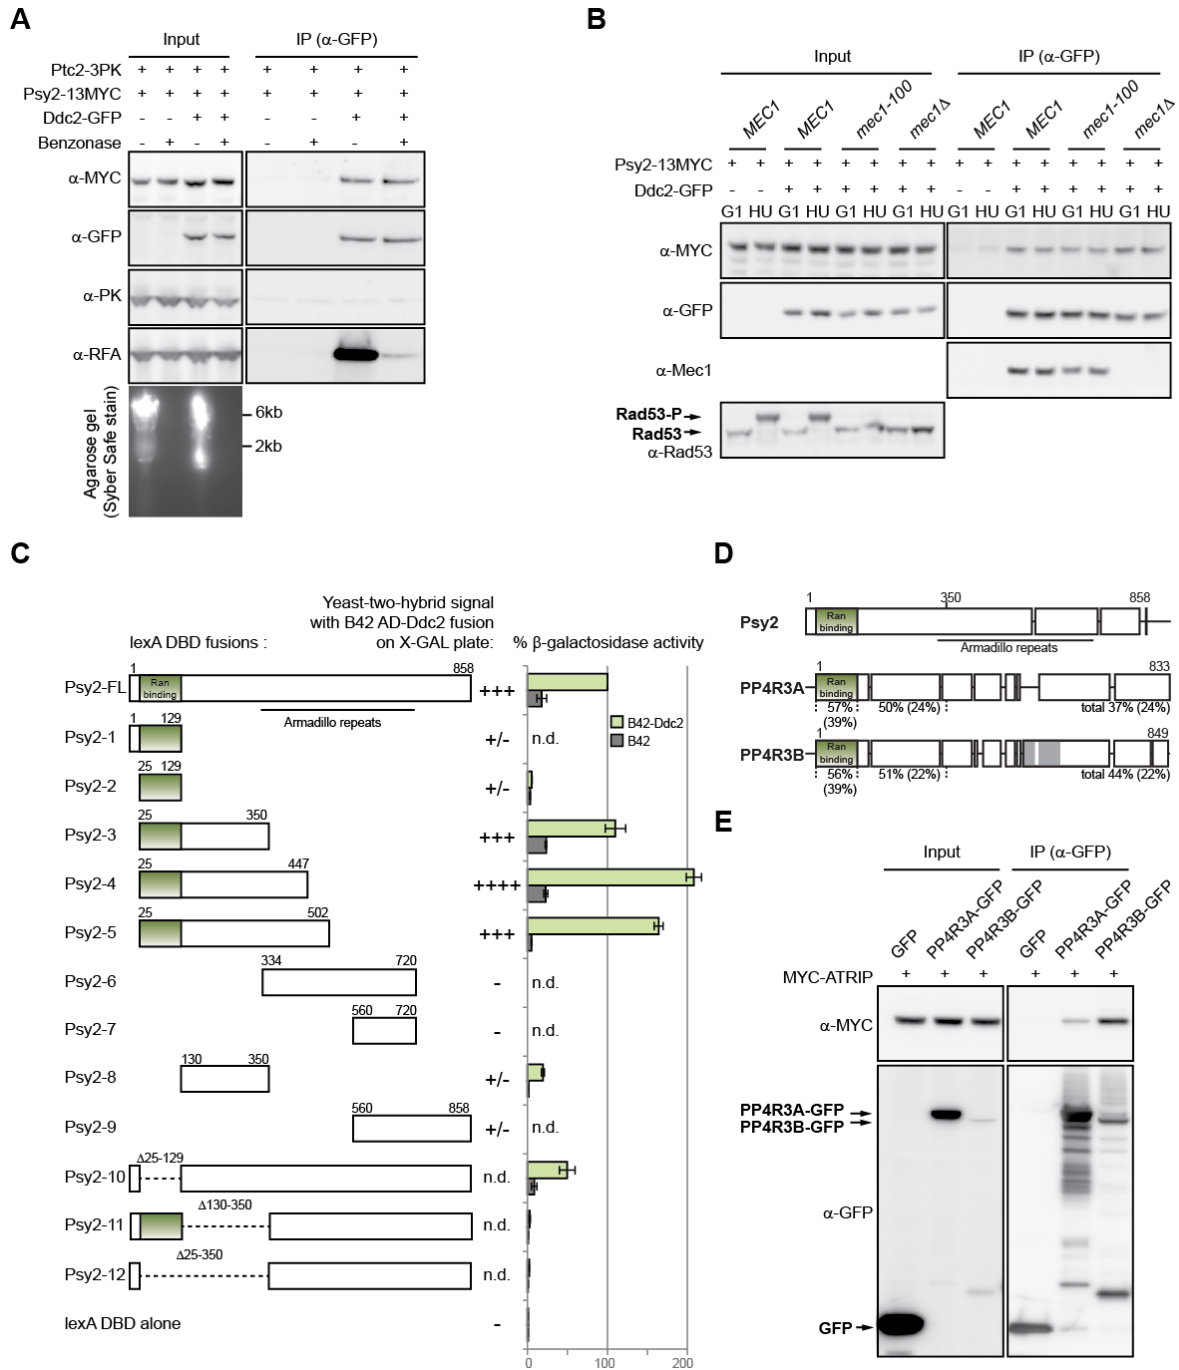 A
Input IP (α-GFP)
Ptc2-3PK + + + + + + + +
Psy2-13MYC + + + + + + + +
Ddc2-GFP - - + + - - + +
Benzonase - + - + - + - +
α-MYC
α-GFP
α-PK
α-RFA
Agarose gel
(Syber Safe stain)
6kb
2kb
B
Input IP (α-GFP)
MEC1 MEC1 mec1-100 mec1Δ MEC1 MEC1 mec1-100 mec1Δ
Psy2-13MYC + + + + + + + + + + + + + + + +
Ddc2-GFP - - + + + + + + - - + + + + + +
G1 HU G1 HU G1 HU G1 HU G1 HU G1 HU G1 HU G1 HU
α-MYC
α-GFP
α-Mec1
Rad53-P
Rad53
α-Rad53
C
Yeast-two-hybrid signal
with B42 AD-Ddc2 fusion
lexA DBD fusions : on X-GAL plate: % β-galactosidase activity
1 858
Psy2-FL Ran binding +++
Armadillo repeats
B42-Ddc2
B42
1 129
Psy2-1 +/- n.d.
25 129
Psy2-2 +/-
25 350
Psy2-3 +++
25 447
Psy2-4 ++++
25 502
Psy2-5 +++
334 720
Psy2-6 - n.d.
560 720
Psy2-7 - n.d.
130 350
Psy2-8 +/-
560 858
Psy2-9 +/- n.d.
Δ25-129
Psy2-10 n.d.
Δ130-350
Psy2-11 n.d.
Δ25-350
Psy2-12 n.d.
lexA DBD alone -
0 100 200
D
1 350 858
Psy2 Ran binding
Armadillo repeats
1 833
PP4R3A Ran binding
57% (39%) 50% (24%) total 37% (24%)
1 849
PP4R3B Ran binding
56% (39%) 51% (22%) total 44% (22%)
E
Input IP (α-GFP)
GFP PP4R3A-GFP PP4R3B-GFP GFP PP4R3A-GFP PP4R3B-GFP
MYC-ATRIP + + + + + +
α-MYC
PP4R3A-GFP
PP4R3B-GFP
α-GFP
GFP